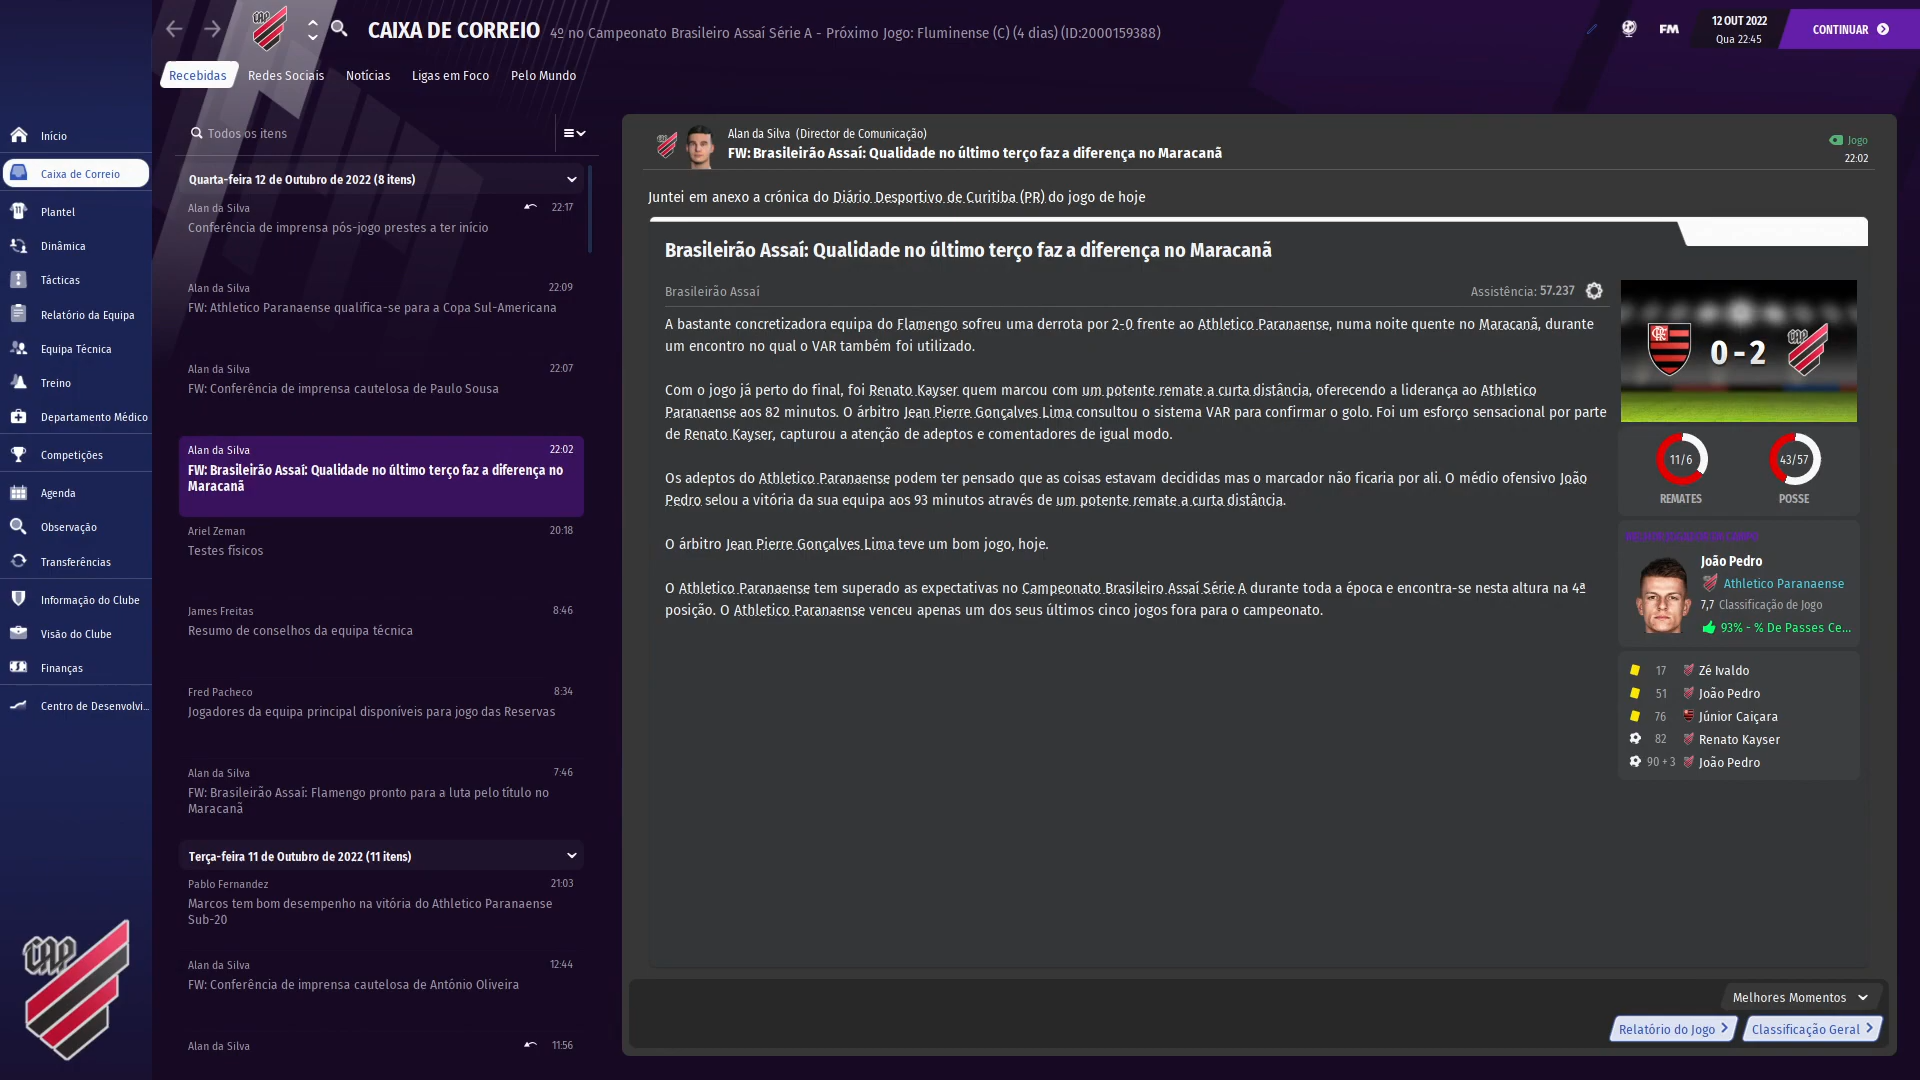 CAIXA DE CORREIO
4º no Campeonato Brasileiro Assaí Série A - Próximo Jogo: Fluminense (C) (4 dias) (ID:2000159388)
FM
12 OUT 2022
Qua 22:45
CONTINUAR
Recebidas
Redes Sociais
Notícias
Ligas em Foco
Pelo Mundo
Início
Caixa de Correio
Plantel
Dinâmica
Tácticas
Relatório da Equipa
Equipa Técnica
Treino
Departamento Médico
Competições
Agenda
Observação
Transferências
Informação do Clube
Visão do Clube
Finanças
Centro de Desenvolvi...
CAP
Todos os itens
Quarta-feira 12 de Outubro de 2022 (8 itens)
Alan da Silva 22:17
Conferência de imprensa pós-jogo prestes a ter início
Alan da Silva 22:09
FW: Athletico Paranaense qualifica-se para a Copa Sul-Americana
Alan da Silva 22:07
FW: Conferência de imprensa cautelosa de Paulo Sousa
Alan da Silva 22:02
FW: Brasileirão Assaí: Qualidade no último terço faz a diferença no
Maracanã
Ariel Zeman 20:18
Testes físicos
James Freitas 8:46
Resumo de conselhos da equipa técnica
Fred Pacheco 8:34
Jogadores da equipa principal disponíveis para jogo das Reservas
Alan da Silva 7:46
FW: Brasileirão Assaí: Flamengo pronto para a luta pelo título no
Maracanã
Terça-feira 11 de Outubro de 2022 (11 itens)
Pablo Fernandez 21:03
Marcos tem bom desempenho na vitória do Athletico Paranaense
Sub-20
Alan da Silva 12:44
FW: Conferência de imprensa cautelosa de António Oliveira
Alan da Silva 11:56
Alan da Silva (Director de Comunicação)
FW: Brasileirão Assaí: Qualidade no último terço faz a diferença no Maracanã
Jogo
22:02
Juntei em anexo a crónica do Diário Desportivo de Curitiba (PR) do jogo de hoje
Brasileirão Assaí: Qualidade no último terço faz a diferença no Maracanã
Brasileirão Assaí
Assistência: 57.237
A bastante concretizadora equipa do Flamengo sofreu uma derrota por 2-0 frente ao Athletico Paranaense, numa noite quente no Maracanã, durante
um encontro no qual o VAR também foi utilizado.
Com o jogo já perto do final, foi Renato Kayser quem marcou com um potente remate a curta distância, oferecendo a liderança ao Athletico
Paranaense aos 82 minutos. O árbitro Jean Pierre Gonçalves Lima consultou o sistema VAR para confirmar o golo. Foi um esforço sensacional por parte
de Renato Kayser, capturou a atenção de adeptos e comentadores de igual modo.
Os adeptos do Athletico Paranaense podem ter pensado que as coisas estavam decididas mas o marcador não ficaria por ali. O médio ofensivo João
Pedro selou a vitória da sua equipa aos 93 minutos através de um potente remate a curta distância.
O árbitro Jean Pierre Gonçalves Lima teve um bom jogo, hoje.
O Athletico Paranaense tem superado as expectativas no Campeonato Brasileiro Assaí Série A durante toda a época e encontra-se nesta altura na 4ª
posição. O Athletico Paranaense venceu apenas um dos seus últimos cinco jogos fora para o campeonato.
0 - 2
11/6
REMATES
43/57
POSSE
MELHOR JOGADOR EM CAMPO
João Pedro
Athletico Paranaense
7,7 Classificação de Jogo
93% - % De Passes Ce...
17 Zé Ivaldo
51 João Pedro
76 Júnior Caiçara
82 Renato Kayser
90 + 3 João Pedro
Melhores Momentos
Relatório do Jogo
Classificação Geral